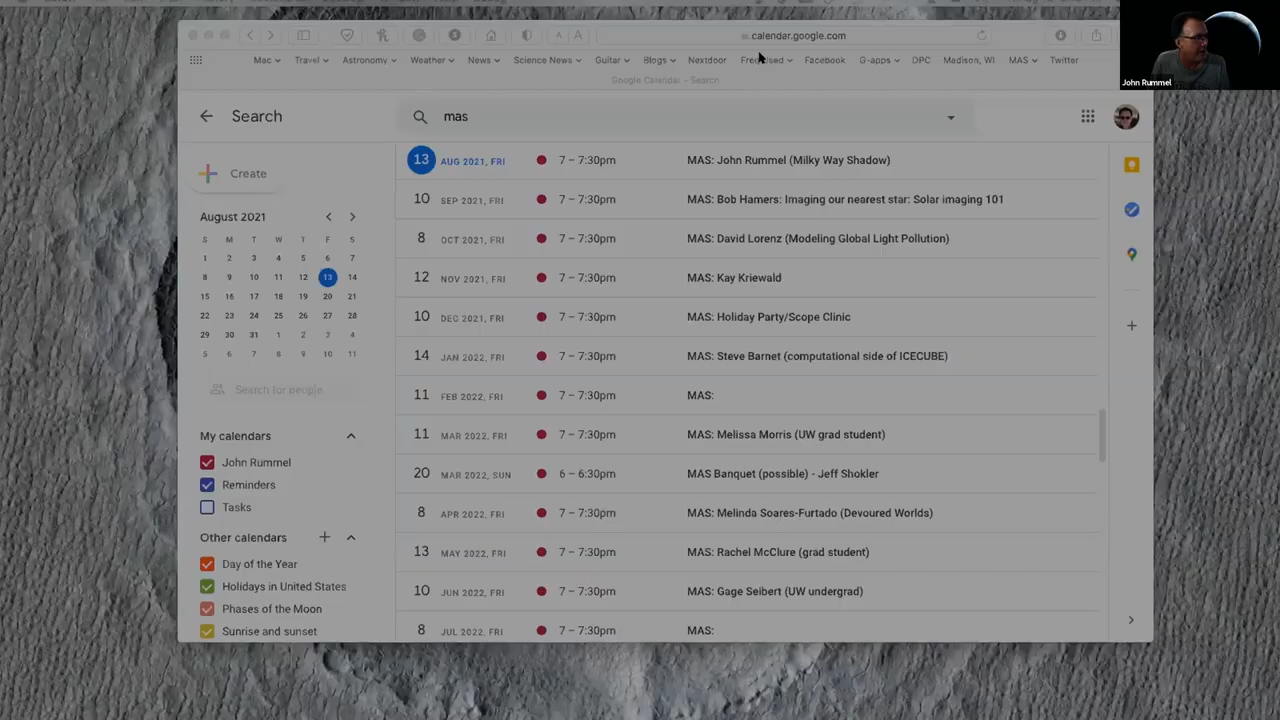 calendar.google.com
Mac Travel Astronomy Weather News Science News Guitar Blogs Nextdoor Facebook G-apps DPC Madison, WI MAS Twitter
Google Calendar - Search
John Rummel
Search
mas
Create
August 2021
S M T W T F S
1 2 3 4 5 6 7
8 9 10 11 12 13 14
15 16 17 18 19 20 21
22 23 24 25 26 27 28
29 30 31 1 2 3 4
5 6 7 8 9 10 11
Search for people
My calendars
John Rummel
Reminders
Tasks
Other calendars
Day of the Year
Holidays in United States
Phases of the Moon
Sunrise and sunset
13 AUG 2021, FRI 7 – 7:30pm MAS: John Rummel (Milky Way Shadow)
10 SEP 2021, FRI 7 – 7:30pm MAS: Bob Hamers: Imaging our nearest star: Solar imaging 101
8 OCT 2021, FRI 7 – 7:30pm MAS: David Lorenz (Modeling Global Light Pollution)
12 NOV 2021, FRI 7 – 7:30pm MAS: Kay Kriewald
10 DEC 2021, FRI 7 – 7:30pm MAS: Holiday Party/Scope Clinic
14 JAN 2022, FRI 7 – 7:30pm MAS: Steve Barnet (computational side of ICECUBE)
11 FEB 2022, FRI 7 – 7:30pm MAS:
11 MAR 2022, FRI 7 – 7:30pm MAS: Melissa Morris (UW grad student)
20 MAR 2022, SUN 6 – 6:30pm MAS Banquet (possible) - Jeff Shokler
8 APR 2022, FRI 7 – 7:30pm MAS: Melinda Soares-Furtado (Devoured Worlds)
13 MAY 2022, FRI 7 – 7:30pm MAS: Rachel McClure (grad student)
10 JUN 2022, FRI 7 – 7:30pm MAS: Gage Seibert (UW undergrad)
8 JUL 2022, FRI 7 – 7:30pm MAS: